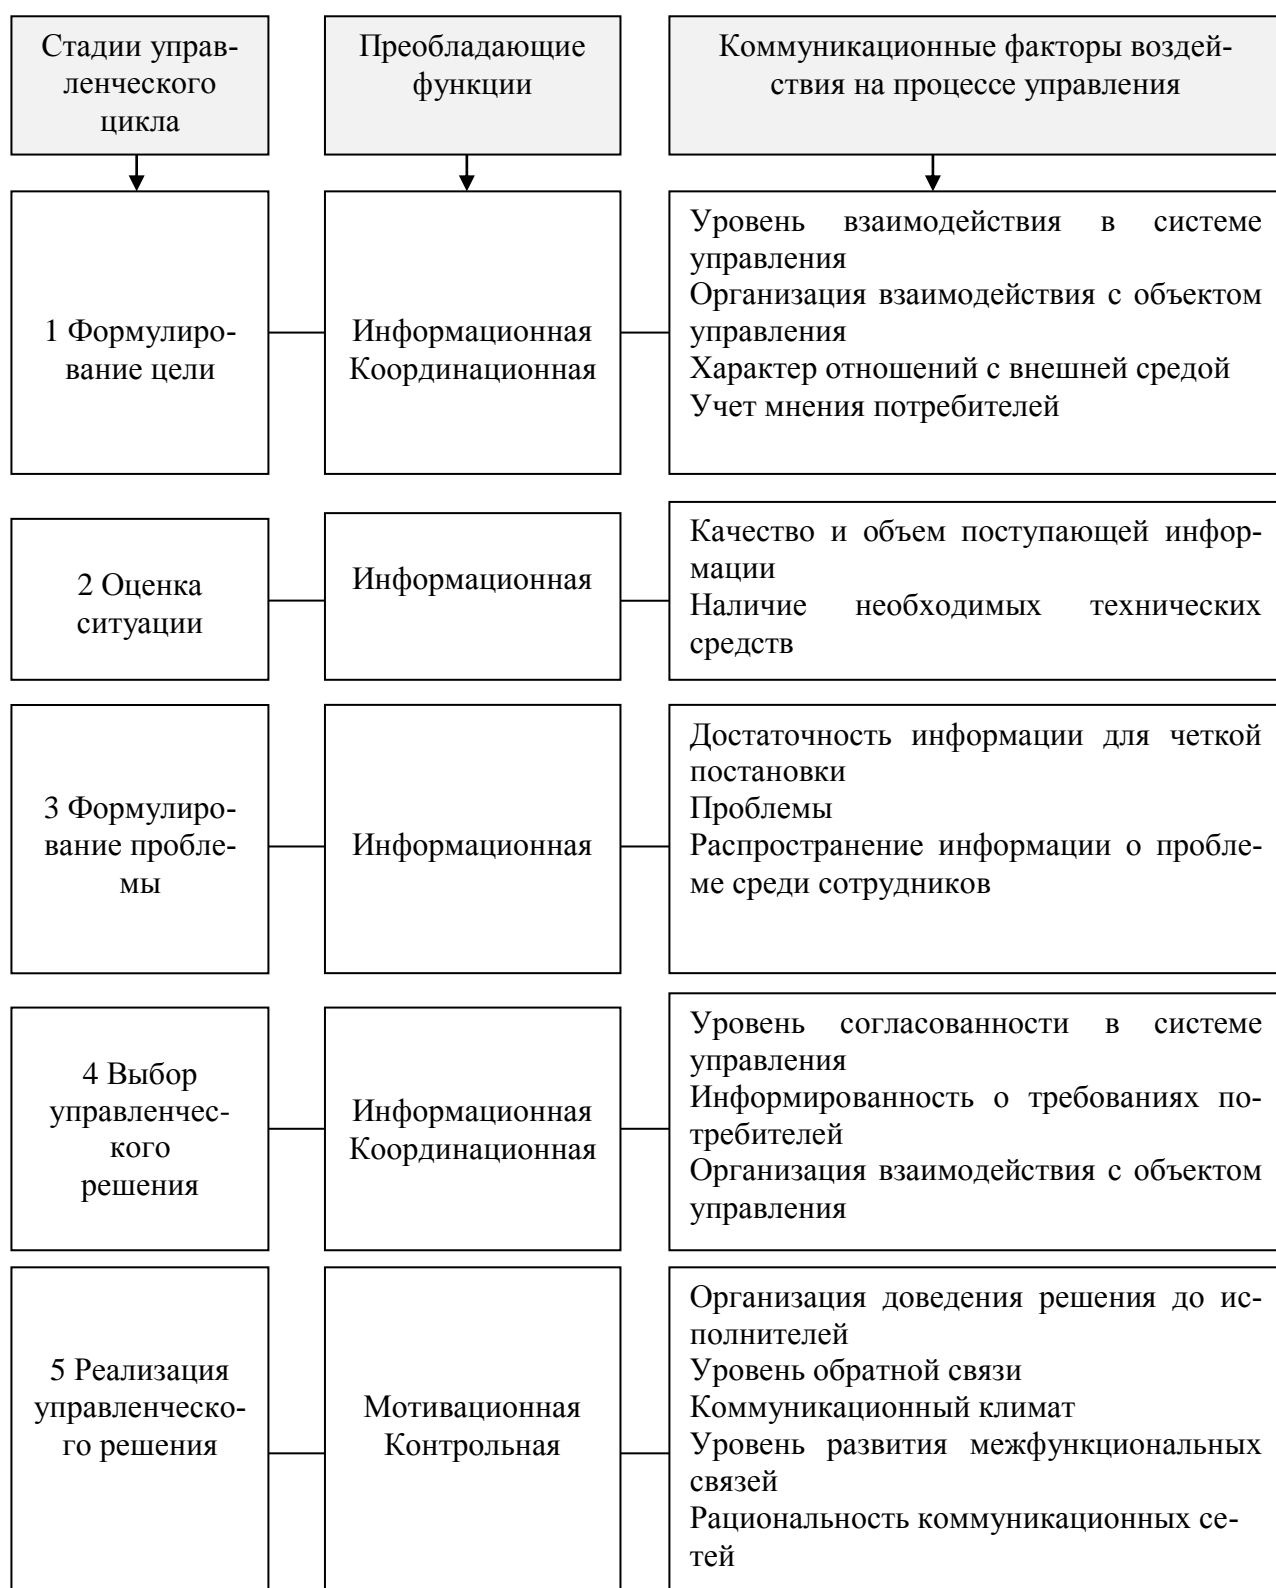 Стадии управ-
ленческого
цикла
Преобладающие
функции
Коммуникационные факторы воздей-
ствия на процессе управления
1 Формулиро-
вание цели
Информационная
Координационная
Уровень взаимодействия в системе
управления
Организация взаимодействия с объектом
управления
Характер отношений с внешней средой
Учет мнения потребителей
2 Оценка
ситуации
Информационная
Качество и объем поступающей инфор-
мации
Наличие необходимых технических
средств
3 Формулиро-
вание пробле-
мы
Информационная
Достаточность информации для четкой
постановки
Проблемы
Распространение информации о пробле-
ме среди сотрудников
4 Выбор
управленчес-
кого
решения
Информационная
Координационная
Уровень согласованности в системе
управления
Информированность о требованиях по-
требителей
Организация взаимодействия с объектом
управления
5 Реализация
управленческо-
го решения
Мотивационная
Контрольная
Организация доведения решения до ис-
полнителей
Уровень обратной связи
Коммуникационный климат
Уровень развития межфункциональных
связей
Рациональность коммуникационных се-
тей